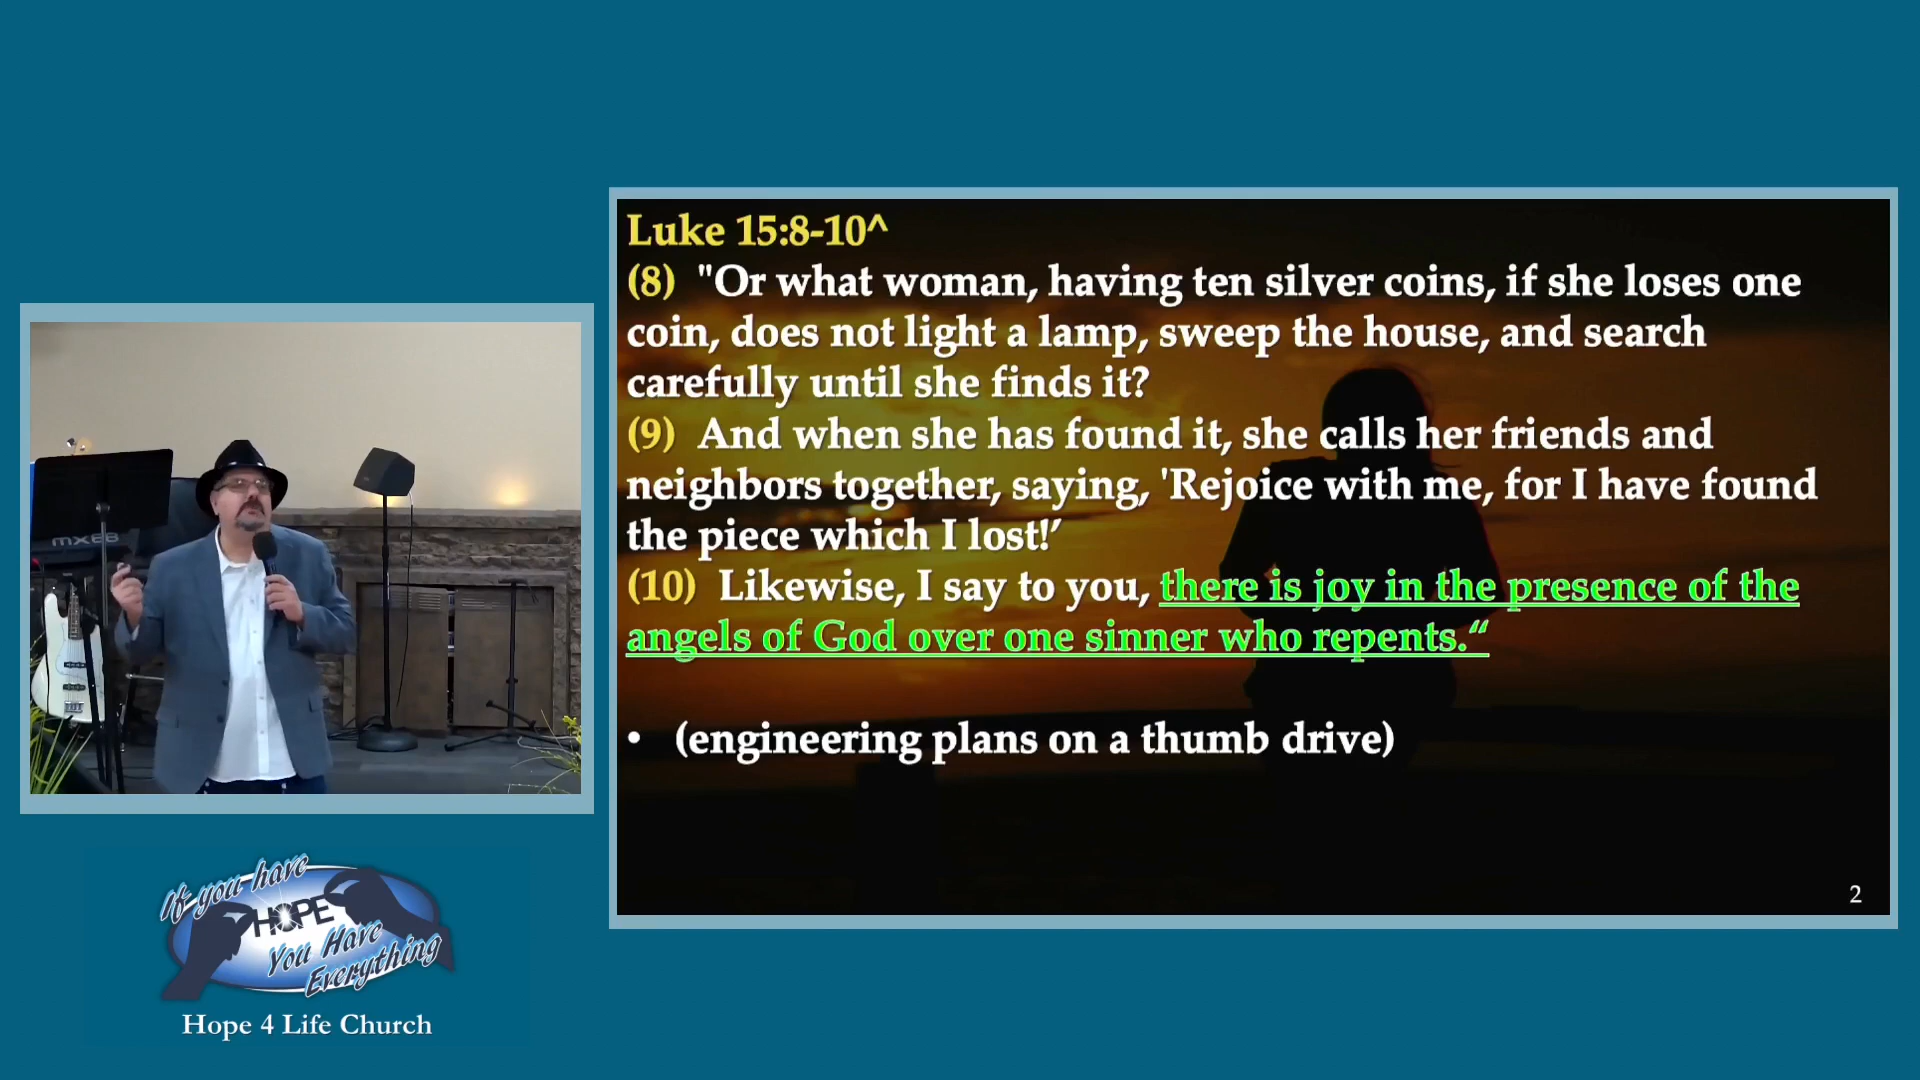 Luke 15:8-10^
(8) "Or what woman, having ten silver coins, if she loses one
coin, does not light a lamp, sweep the house, and search
carefully until she finds it?
(9) And when she has found it, she calls her friends and
neighbors together, saying, 'Rejoice with me, for I have found
the piece which I lost!’
(10) Likewise, I say to you, there is joy in the presence of the
angels of God over one sinner who repents.“
• (engineering plans on a thumb drive)
2
mx88
If you have
HOPE
You Have
Everything
Hope 4 Life Church